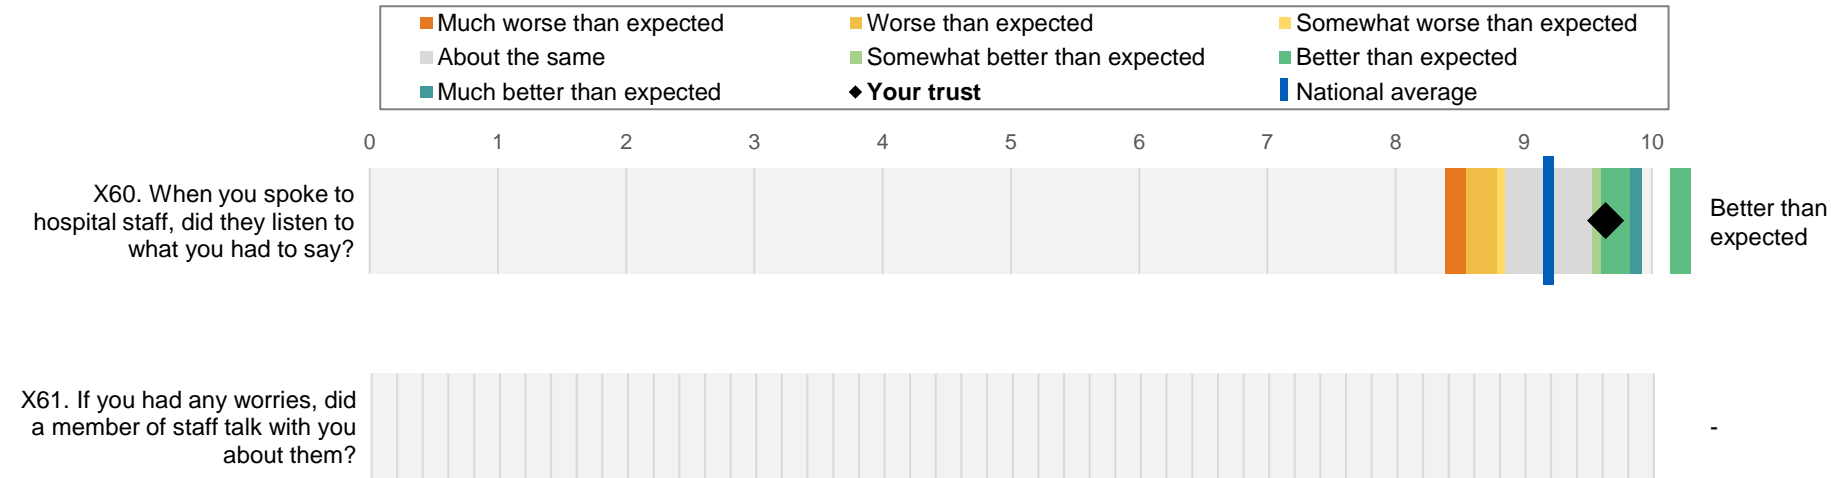 Much worse than expected
Worse than expected
Somewhat worse than expected
About the same
Somewhat better than expected
Better than expected
Much better than expected
Your trust
National average
0 1 2 3 4 5 6 7 8 9 10
X60. When you spoke to
hospital staff, did they listen to
what you had to say?
Better than
expected
X61. If you had any worries, did
a member of staff talk with you
about them?
-